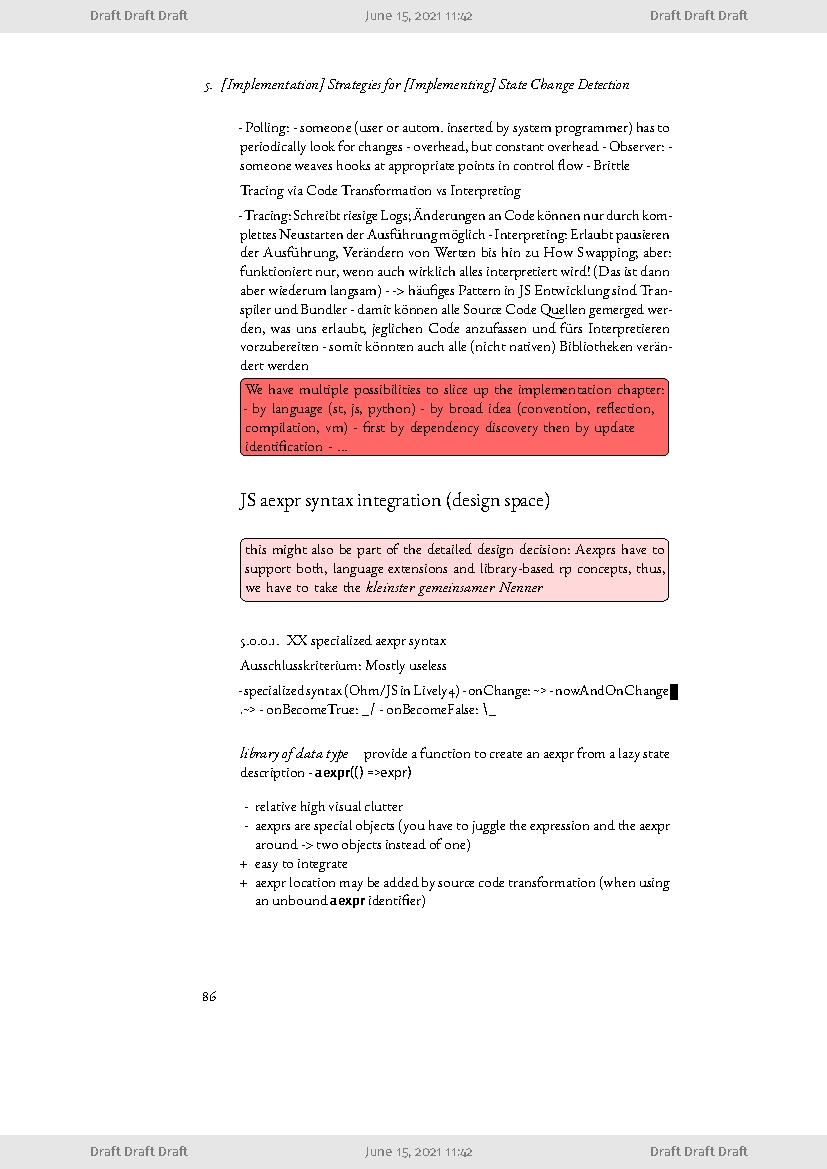 Draft Draft Draft June 15, 2021 11:42 Draft Draft Draft
5. [Implementation] Strategies for [Implementing] State Change Detection
- Polling: - someone (user or autom. inserted by system programmer) has to
periodically look for changes - overhead, but constant overhead - Observer: -
someone weaves hooks at appropriate points in control flow - Brittle
Tracing via Code Transformation vs Interpreting
- Tracing: Schreibt riesige Logs; Änderungen an Code können nur durch kom-
plettes Neustarten der Ausführung möglich - Interpreting: Erlaubt pausieren
der Ausführung, Verändern von Werten bis hin zu How Swapping; aber:
funktioniert nur, wenn auch wirklich alles interpretiert wird! (Das ist dann
aber wiederum langsam) - -> häufiges Pattern in JS Entwicklung sind Tran-
spiler und Bundler - damit können alle Source Code Quellen gemerged wer-
den, was uns erlaubt, jeglichen Code anzufassen und fürs Interpretieren
vorzubereiten - somit könnten auch alle (nicht nativen) Bibliotheken verän-
dert werden
We have multiple possibilities to slice up the implementation chapter:
- by language (st, js, python) - by broad idea (convention, reflection,
compilation, vm) - first by dependency discovery then by update
identification - ...
JS aexpr syntax integration (design space)
this might also be part of the detailed design decision: Aexprs have to
support both, language extensions and library-based rp concepts, thus,
we have to take the kleinster gemeinsamer Nenner
5.0.0.1. XX specialized aexpr syntax
Ausschlusskriterium: Mostly useless
- specialized syntax (Ohm/JS in Lively4) - onChange: ~> - nowAndOnChange
.~> - onBecomeTrue: _/ - onBecomeFalse: \_
library of data type provide a function to create an aexpr from a lazy state
description - aexpr(() =>expr)
- relative high visual clutter
- aexprs are special objects (you have to juggle the expression and the aexpr
around -> two objects instead of one)
+ easy to integrate
+ aexpr location may be added by source code transformation (when using
an unbound aexpr identifier)
86
Draft Draft Draft June 15, 2021 11:42 Draft Draft Draft